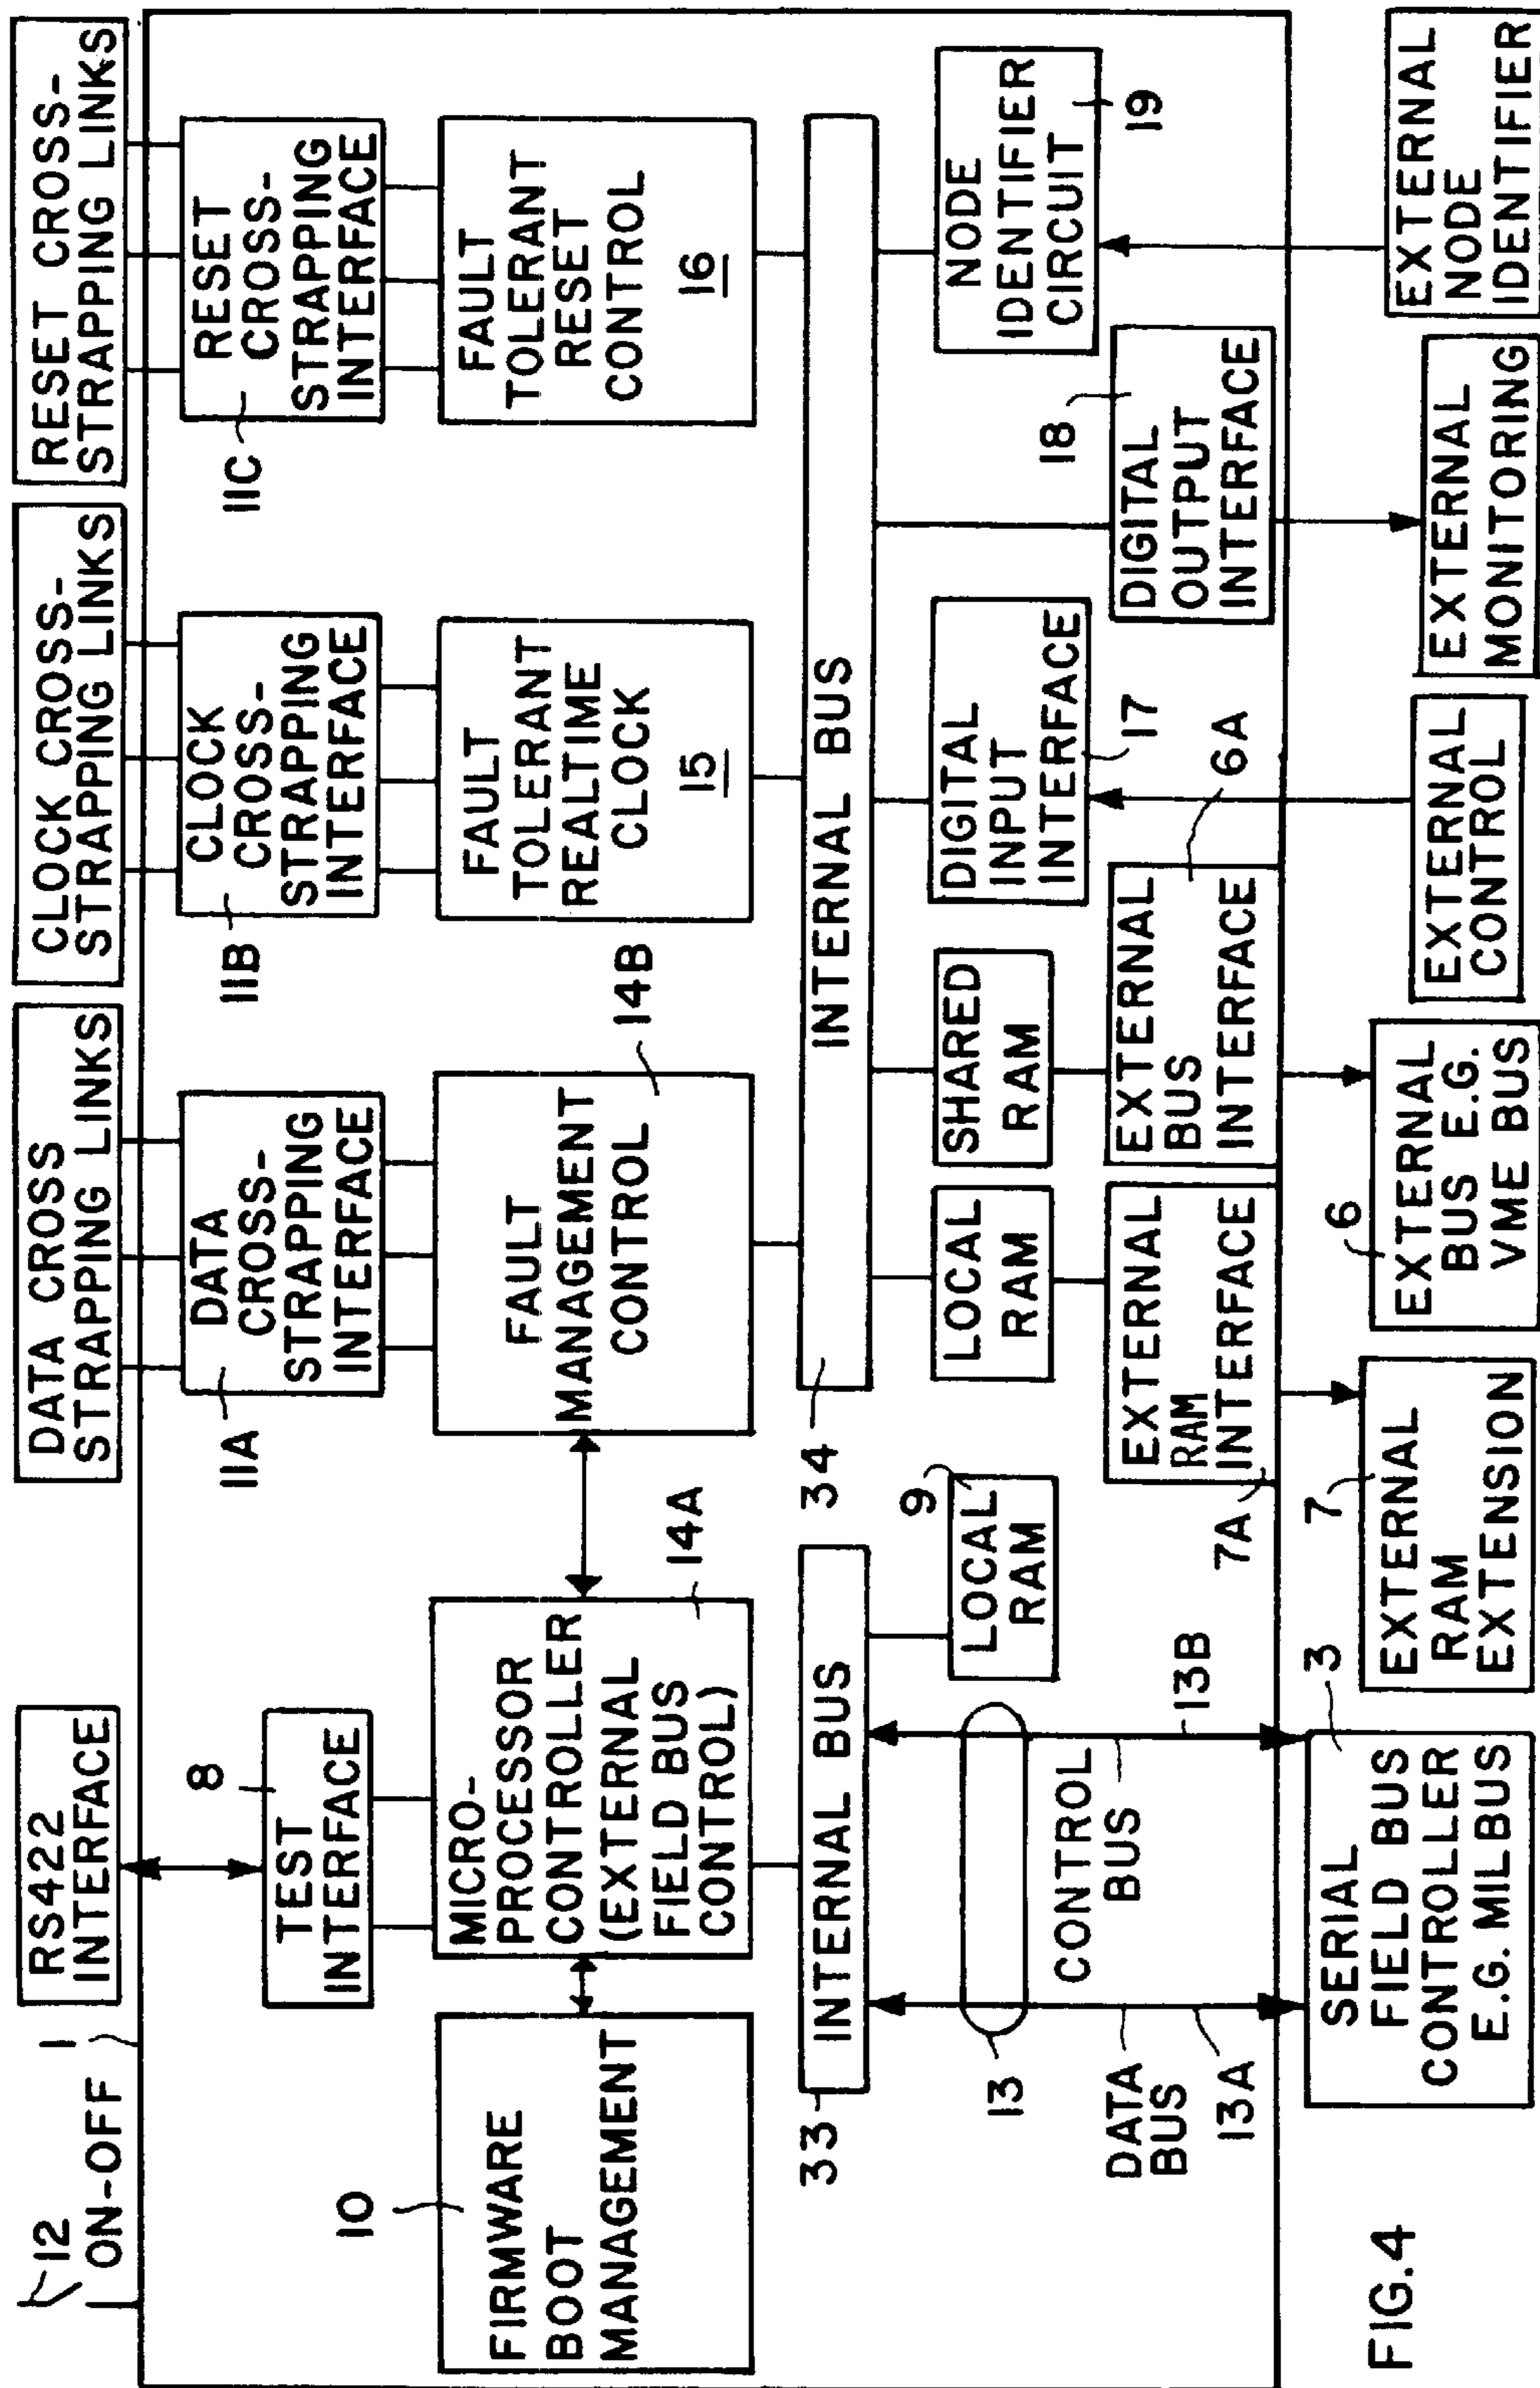 12
ON-OFF
1
RS422
INTERFACE
DATA CROSS
STRAPPING LINKS
CLOCK CROSS-
STRAPPING LINKS
RESET CROSS-
STRAPPING LINKS
8
TEST
INTERFACE
11A
DATA
CROSS-
STRAPPING
INTERFACE
11B
CLOCK
CROSS-
STRAPPING
INTERFACE
11C
RESET
CROSS-
STRAPPING
INTERFACE
10
FIRMWARE
BOOT
MANAGEMENT
MICRO-
PROCESSOR
CONTROLLER
(EXTERNAL
FIELD BUS
CONTROL)
14A
FAULT
MANAGEMENT
CONTROL
14B
FAULT
TOLERANT
REALTIME
CLOCK
15
FAULT
TOLERANT
RESET
CONTROL
16
33
INTERNAL BUS
34
INTERNAL BUS
9
LOCAL
RAM
LOCAL
RAM
SHARED
RAM
DIGITAL
INPUT
INTERFACE
17
18
DIGITAL
OUTPUT
INTERFACE
NODE
IDENTIFIER
CIRCUIT
19
13
DATA
BUS
13A
CONTROL
BUS
13B
7A
EXTERNAL
RAM
INTERFACE
EXTERNAL
BUS
INTERFACE
6A
SERIAL
FIELD BUS
CONTROLLER
E.G. MILBUS
3
7
EXTERNAL
RAM
EXTENSION
6
EXTERNAL
BUS E.G.
VME BUS
EXTERNAL
CONTROL
EXTERNAL
MONITORING
EXTERNAL
NODE
IDENTIFIER
FIG.4